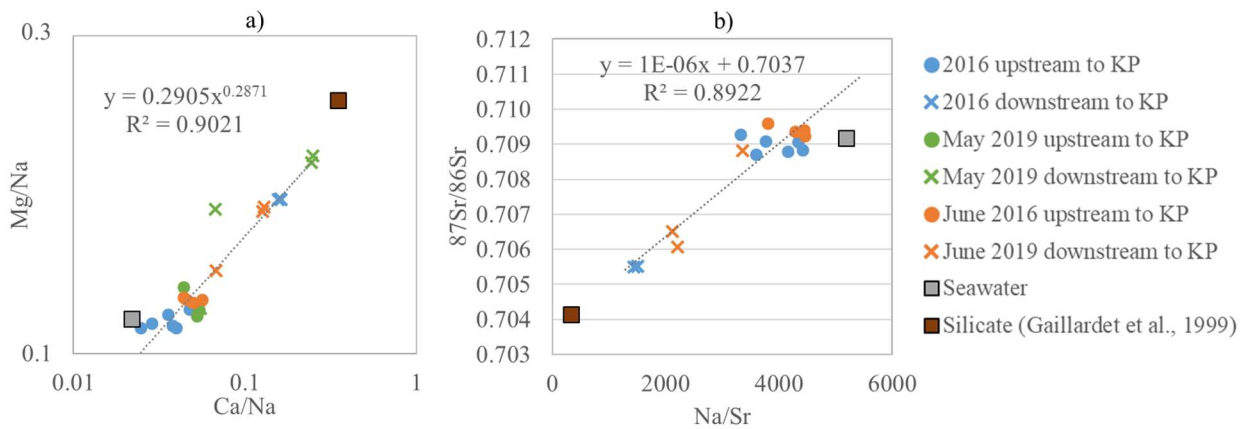 a)
0.3
y = 0.2905x^0.2871
R² = 0.9021
Mg/Na
0.1
0.01
0.1
1
Ca/Na
b)
0.712
0.711
0.710
0.709
0.708
0.707
0.706
0.705
0.704
0.703
y = 1E-06x + 0.7037
R² = 0.8922
87Sr/86Sr
0
2000
4000
6000
Na/Sr
2016 upstream to KP
2016 downstream to KP
May 2019 upstream to KP
May 2019 downstream to KP
June 2016 upstream to KP
June 2019 downstream to KP
Seawater
Silicate (Gaillardet et al., 1999)